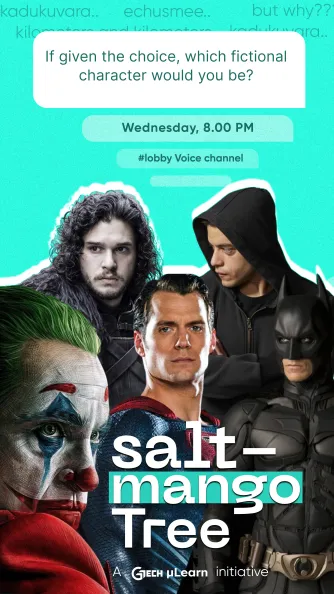 kadukuvara.. echusmee.. but why??
kilometers and kilometers kadukuvara..
If given the choice, which fictional
character would you be?
Wednesday, 8.00 PM
#lobby Voice channel
salt-
mango
Tree
A GTECH µLearn initiative